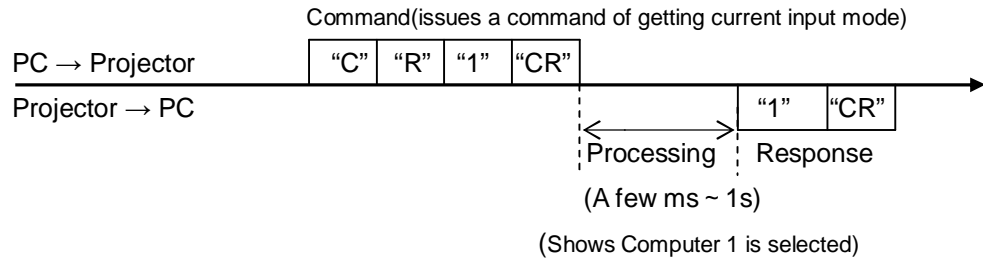 Command(issues a command of getting current input mode)
PC → Projector “C” “R” “1” “CR”
Projector → PC “1” “CR”
Processing Response
(A few ms ~ 1s)
(Shows Computer 1 is selected)